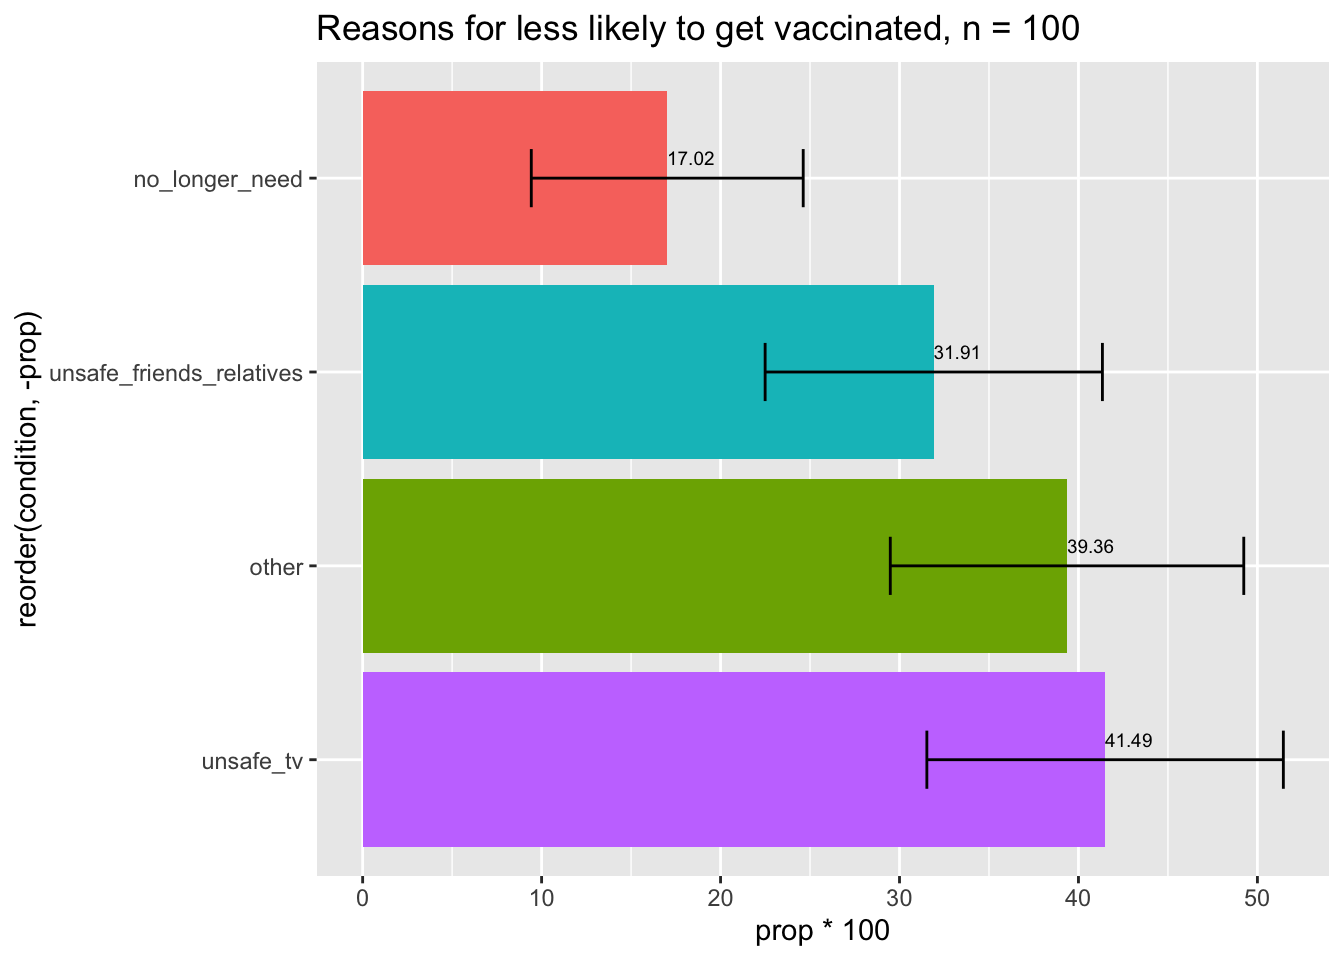 Reasons for less likely to get vaccinated, n = 100
reorder(condition, -prop)
no_longer_need
17.02
unsafe_friends_relatives
31.91
other
39.36
unsafe_tv
41.49
0 10 20 30 40 50
prop * 100